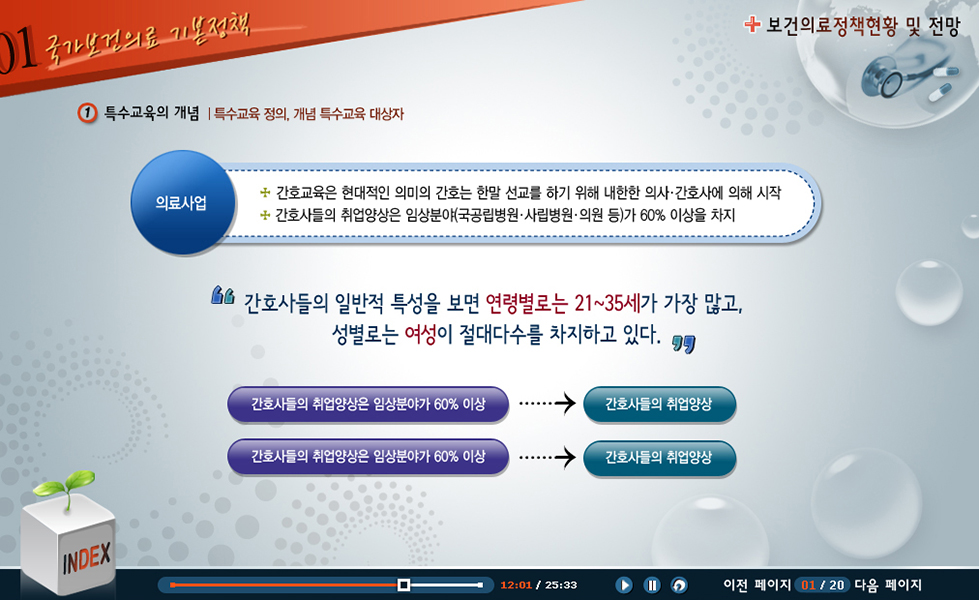 01 국가보건의료 기본정책
보건의료정책현황 및 전망
1 특수교육의 개념 | 특수교육 정의, 개념 특수교육 대상자
의료사업
간호교육은 현대적인 의미의 간호는 한말 선교를 하기 위해 내한한 의사·간호사에 의해 시작
간호사들의 취업양상은 임상분야(국공립병원·사립병원·의원 등)가 60% 이상을 차지
❝ 간호사들의 일반적 특성을 보면 연령별로는 21~35세가 가장 많고,
성별로는 여성이 절대다수를 차지하고 있다. ❞
간호사들의 취업양상은 임상분야가 60% 이상
간호사들의 취업양상
간호사들의 취업양상은 임상분야가 60% 이상
간호사들의 취업양상
INDEX
12:01 / 25:33
이전 페이지 01 / 20 다음 페이지